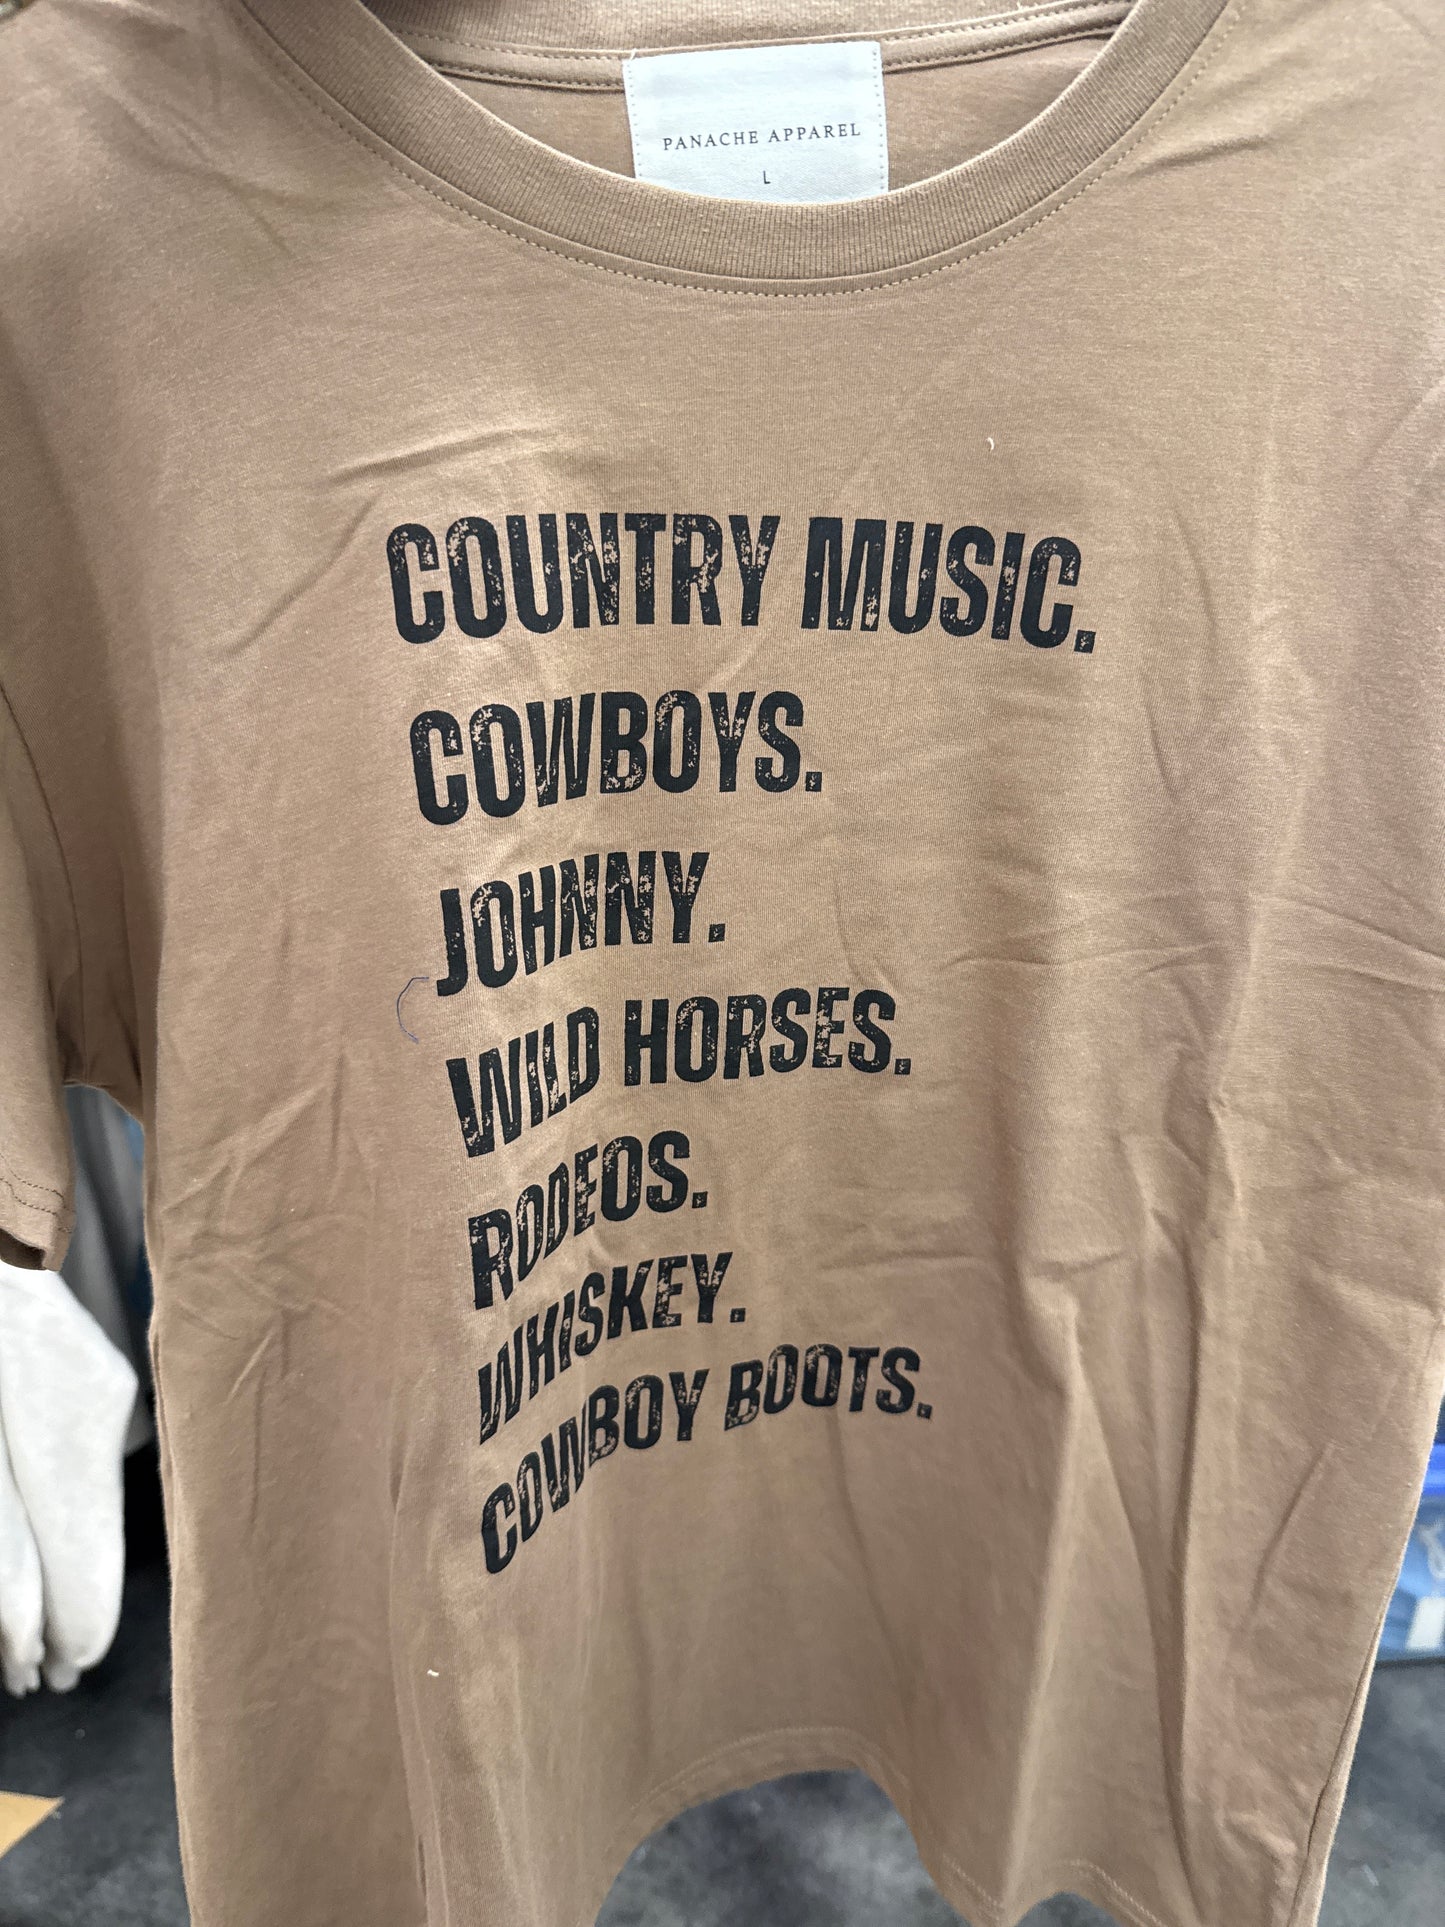 PANACHE APPAREL
L
COUNTRY MUSIC.
COWBOYS.
JOHNNY.
WILD HORSES.
RODEOS.
WHISKEY.
COWBOY BOOTS.